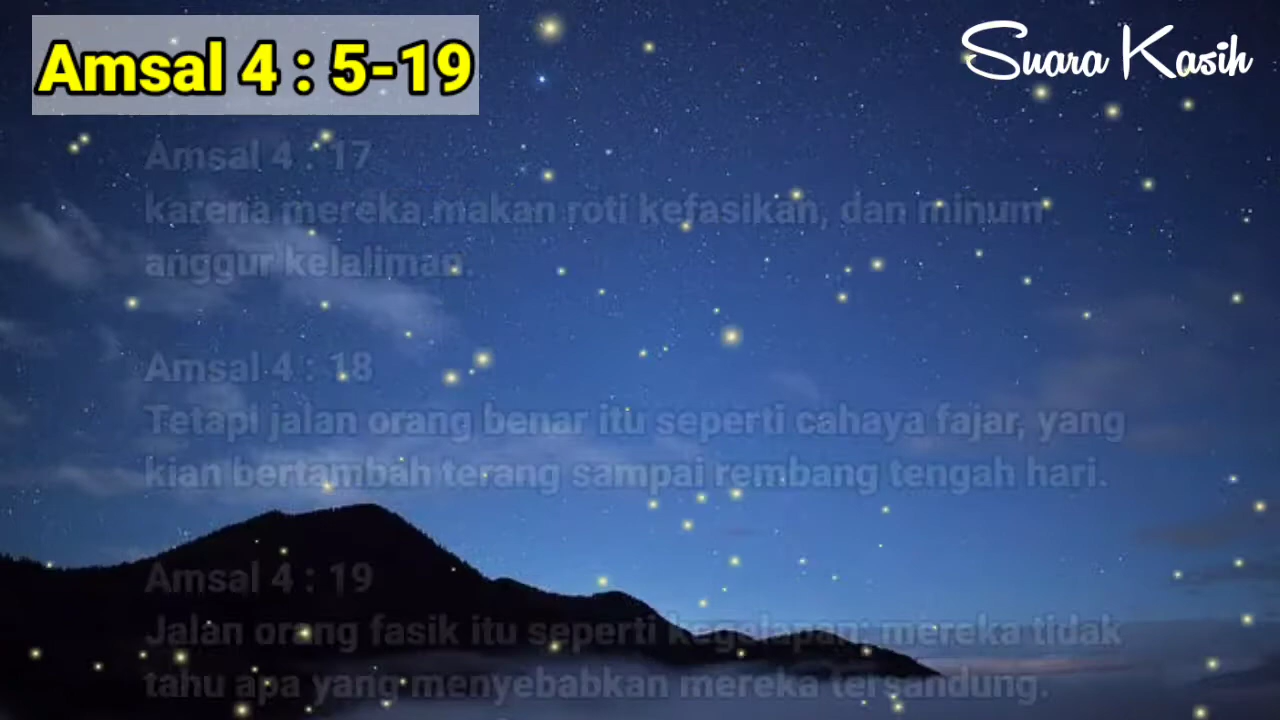 Amsal 4 : 5-19
Suara Kasih
Amsal 4 : 17
karena mereka makan roti kefasikan, dan minum
anggur kelaliman.
Amsal 4 : 18
Tetapi jalan orang benar itu seperti cahaya fajar, yang
kian bertambah terang sampai rembang tengah hari.
Amsal 4 : 19
Jalan orang fasik itu seperti kegelapan; mereka tidak
tahu apa yang menyebabkan mereka tersandung.